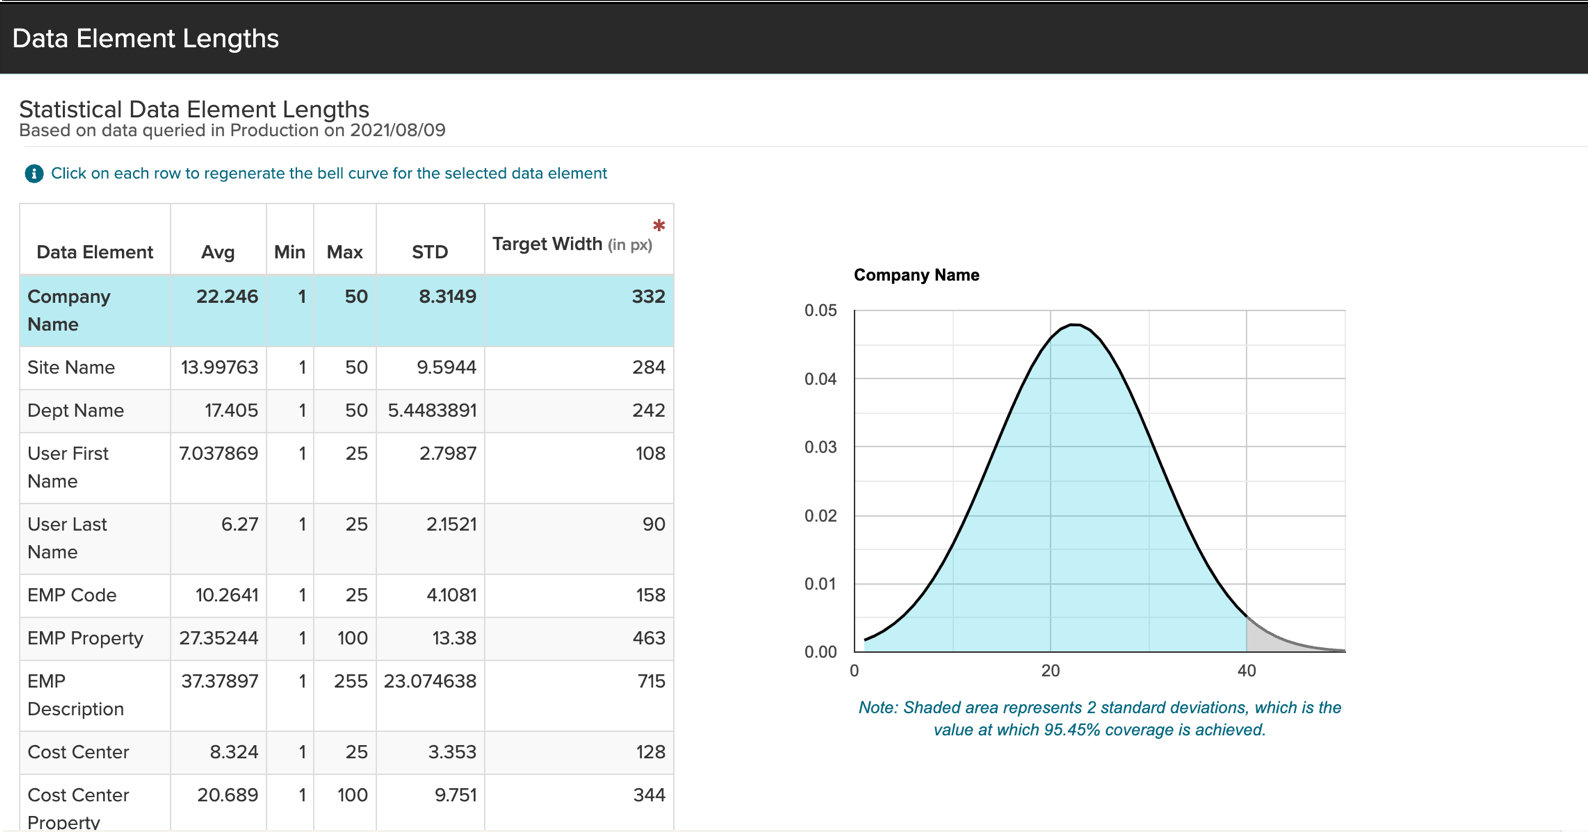 Data Element Lengths
Statistical Data Element Lengths
Based on data queried in Production on 2021/08/09
Click on each row to regenerate the bell curve for the selected data element
Data Element Avg Min Max STD Target Width (in px) *
Company Name 22.246 1 50 8.3149 332
Site Name 13.99763 1 50 9.5944 284
Dept Name 17.405 1 50 5.4483891 242
User First Name 7.037869 1 25 2.7987 108
User Last Name 6.27 1 25 2.1521 90
EMP Code 10.2641 1 25 4.1081 158
EMP Property 27.35244 1 100 13.38 463
EMP Description 37.37897 1 255 23.074638 715
Cost Center 8.324 1 25 3.353 128
Cost Center Property 20.689 1 100 9.751 344
Company Name
0.05
0.04
0.03
0.02
0.01
0.00
0 20 40
Note: Shaded area represents 2 standard deviations, which is the
value at which 95.45% coverage is achieved.